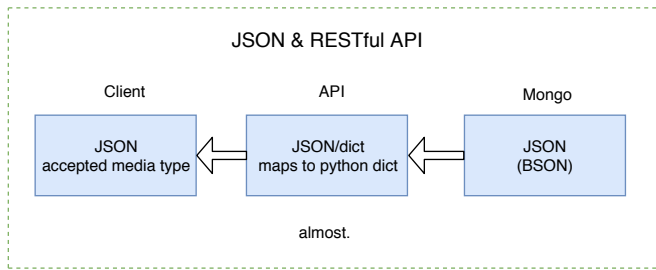 JSON & RESTful API
Client
API
Mongo
JSON
accepted media type
JSON/dict
maps to python dict
JSON
(BSON)
almost.